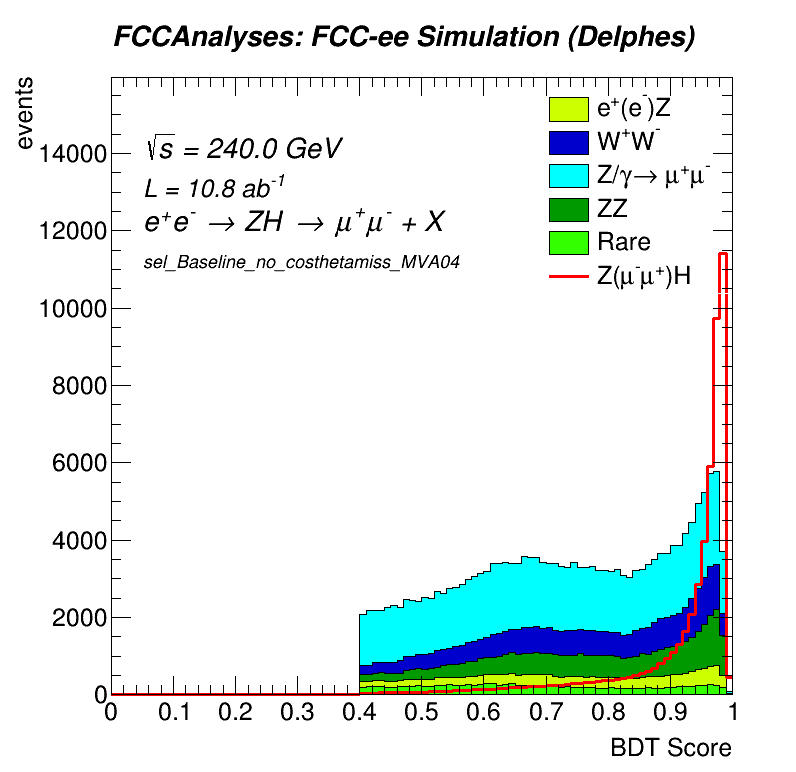 FCCAnalyses: FCC-ee Simulation (Delphes)
events
√s = 240.0 GeV
L = 10.8 ab⁻¹
e⁺e⁻ → ZH → μ⁺μ⁻ + X
sel_Baseline_no_costhetamiss_MVA04
e⁺(e⁻)Z
W⁺W⁻
Z/γ→ μ⁺μ⁻
ZZ
Rare
Z(μ⁻μ⁺)H
14000
12000
10000
8000
6000
4000
2000
0
0 0.1 0.2 0.3 0.4 0.5 0.6 0.7 0.8 0.9 1
BDT Score